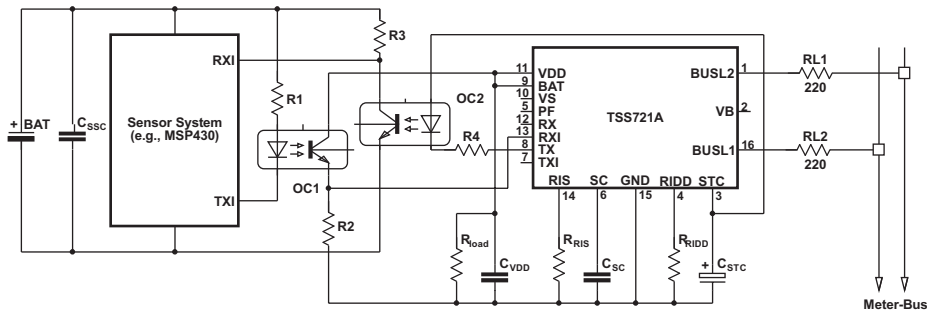 BAT
+
C_SSC
Sensor System
(e.g., MSP430)
RXI
TXI
R1
R3
OC1
R2
OC2
R4
11 VDD
9 BAT
10 VS
5 PF
12 RX
13 RXI
8 TX
7 TXI
TSS721A
BUSL2 1
VB 2
BUSL1 16
RIS 14
SC 6
GND 15
RIDD 4
STC 3
RL1
220
RL2
220
R_load
C_VDD
R_RIS
C_SC
R_RIDD
+
C_STC
Meter-Bus